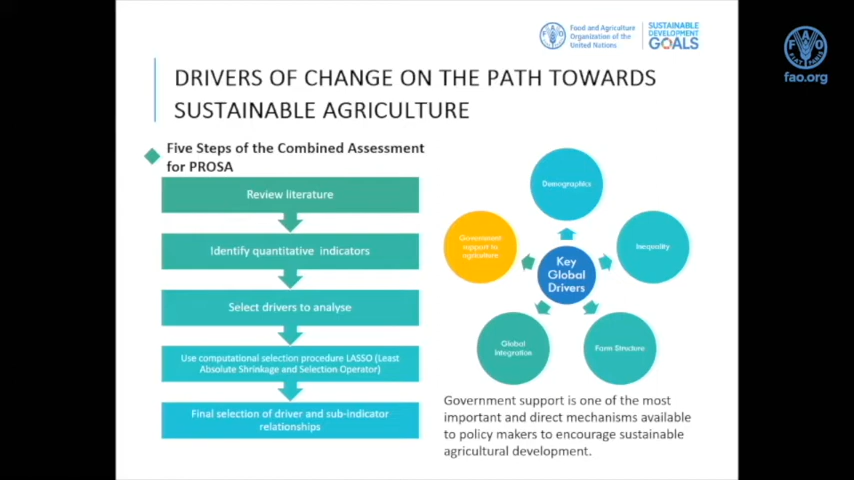 Food and Agriculture
Organization of the
United Nations
SUSTAINABLE
DEVELOPMENT
GOALS
FAO
FIAT PANIS
fao.org
DRIVERS OF CHANGE ON THE PATH TOWARDS
SUSTAINABLE AGRICULTURE
Five Steps of the Combined Assessment
for PROSA
Review literature
Identify quantitative indicators
Select drivers to analyse
Use computational selection procedure LASSO (Least
Absolute Shrinkage and Selection Operator)
Final selection of driver and sub-indicator
relationships
Demographics
Government
support to
agriculture
Inequality
Key
Global
Drivers
Global
Integration
Farm Structure
Government support is one of the most
important and direct mechanisms available
to policy makers to encourage sustainable
agricultural development.